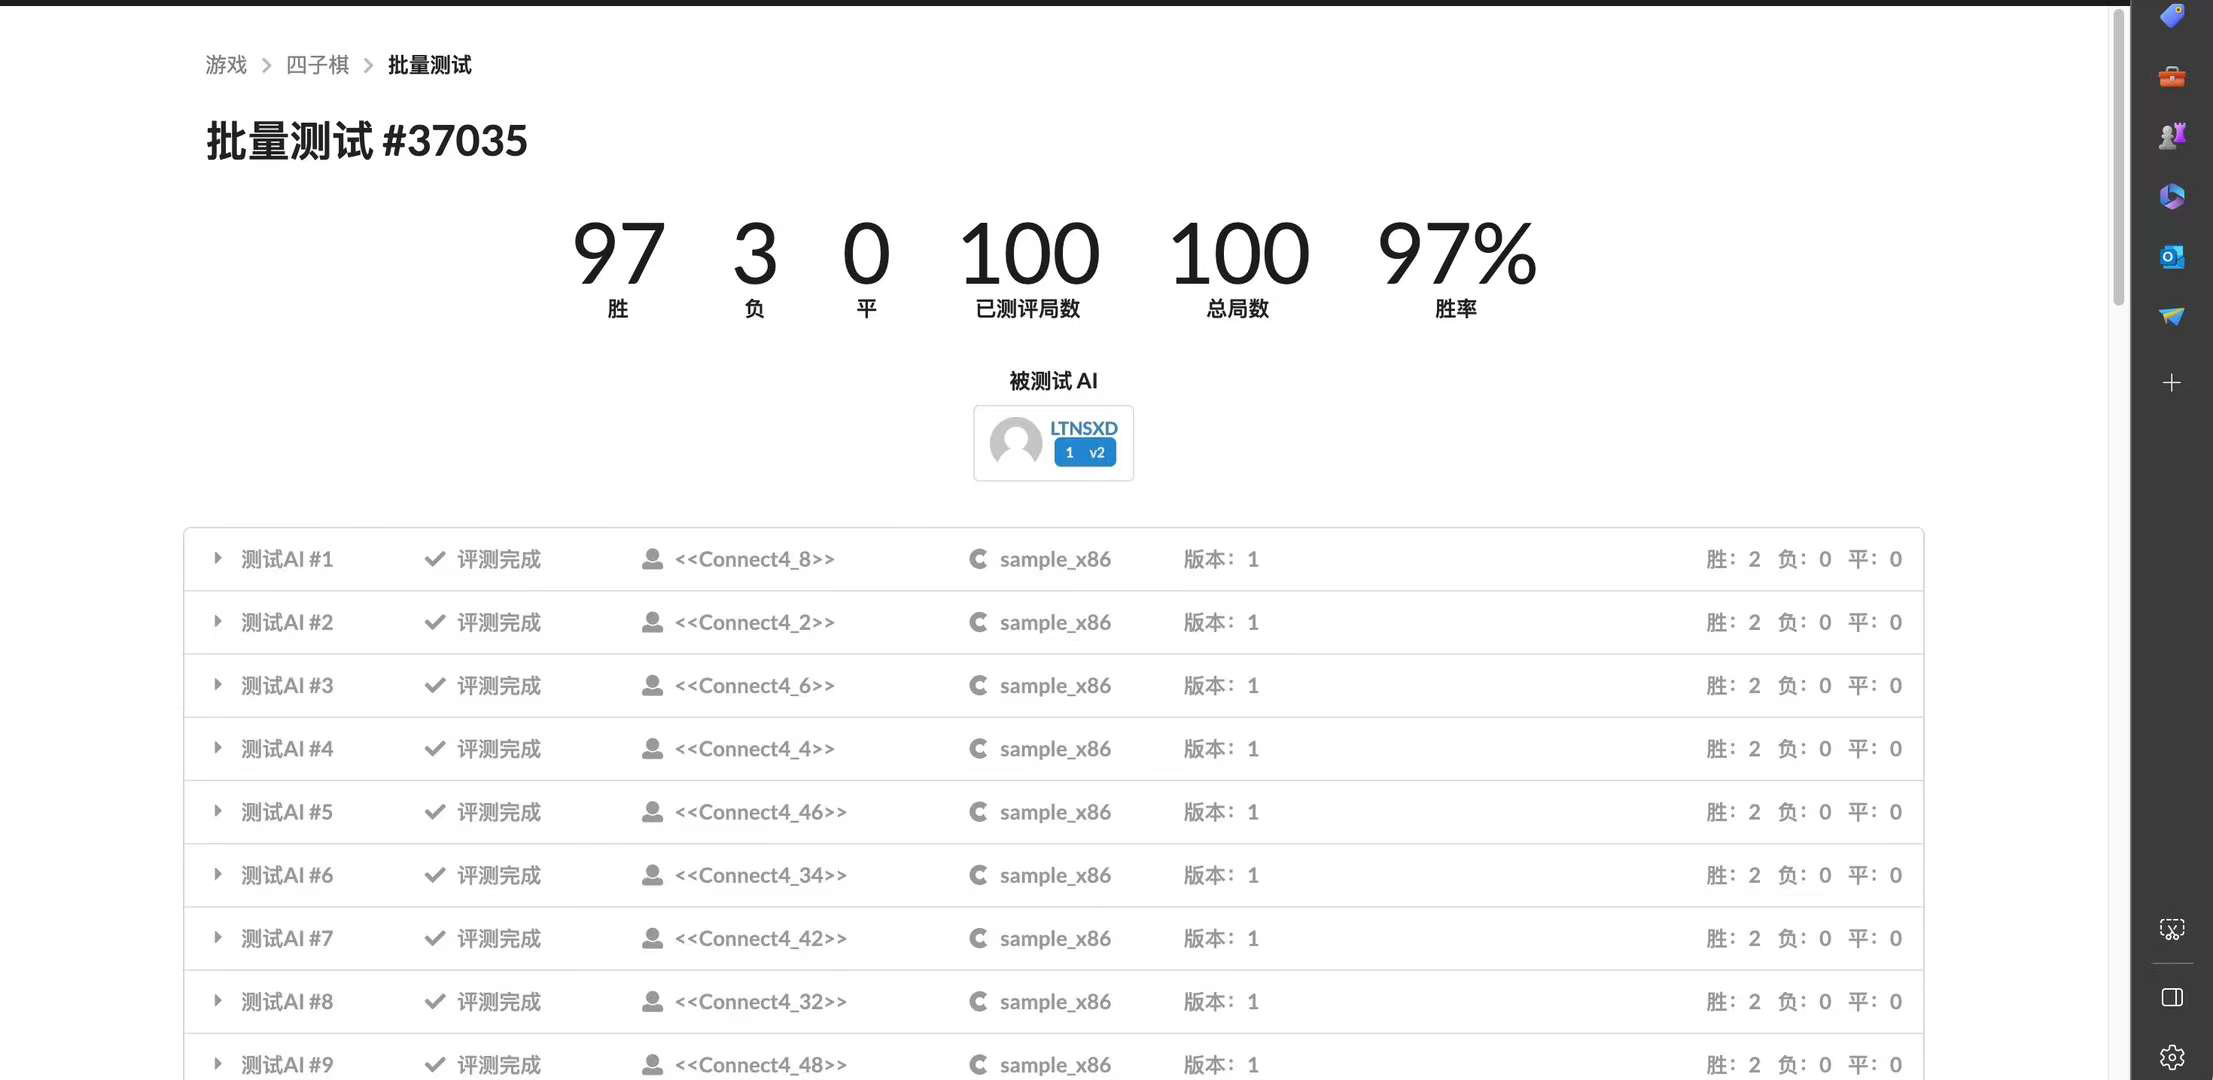 游戏 > 四子棋 > 批量测试
批量测试 #37035
97 3 0 100 100 97%
胜 负 平 已测评局数 总局数 胜率
被测试 AI
LTNSXD
1 v2
测试AI #1 评测完成 <<Connect4_8>> sample_x86 版本：1 胜：2 负：0 平：0
测试AI #2 评测完成 <<Connect4_2>> sample_x86 版本：1 胜：2 负：0 平：0
测试AI #3 评测完成 <<Connect4_6>> sample_x86 版本：1 胜：2 负：0 平：0
测试AI #4 评测完成 <<Connect4_4>> sample_x86 版本：1 胜：2 负：0 平：0
测试AI #5 评测完成 <<Connect4_46>> sample_x86 版本：1 胜：2 负：0 平：0
测试AI #6 评测完成 <<Connect4_34>> sample_x86 版本：1 胜：2 负：0 平：0
测试AI #7 评测完成 <<Connect4_42>> sample_x86 版本：1 胜：2 负：0 平：0
测试AI #8 评测完成 <<Connect4_32>> sample_x86 版本：1 胜：2 负：0 平：0
测试AI #9 评测完成 <<Connect4_48>> sample_x86 版本：1 胜：2 负：0 平：0